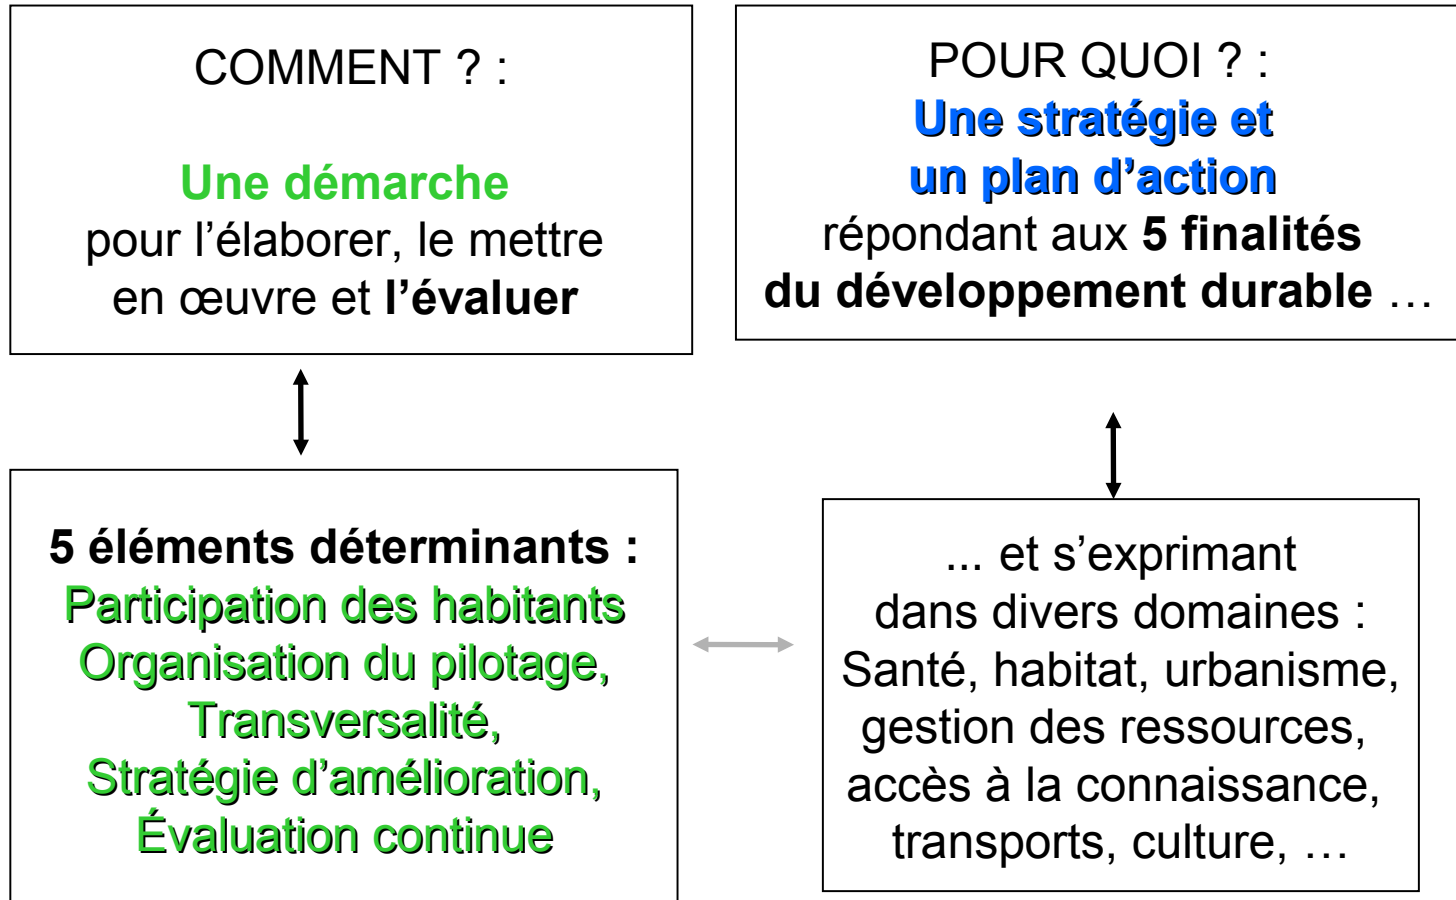 COMMENT ? :
Une démarche
pour l’élaborer, le mettre
en œuvre et l’évaluer
POUR QUOI ? :
Une stratégie et
un plan d’action
répondant aux 5 finalités
du développement durable …
5 éléments déterminants :
Participation des habitants
Organisation du pilotage,
Transversalité,
Stratégie d’amélioration,
Évaluation continue
... et s’exprimant
dans divers domaines :
Santé, habitat, urbanisme,
gestion des ressources,
accès à la connaissance,
transports, culture, …